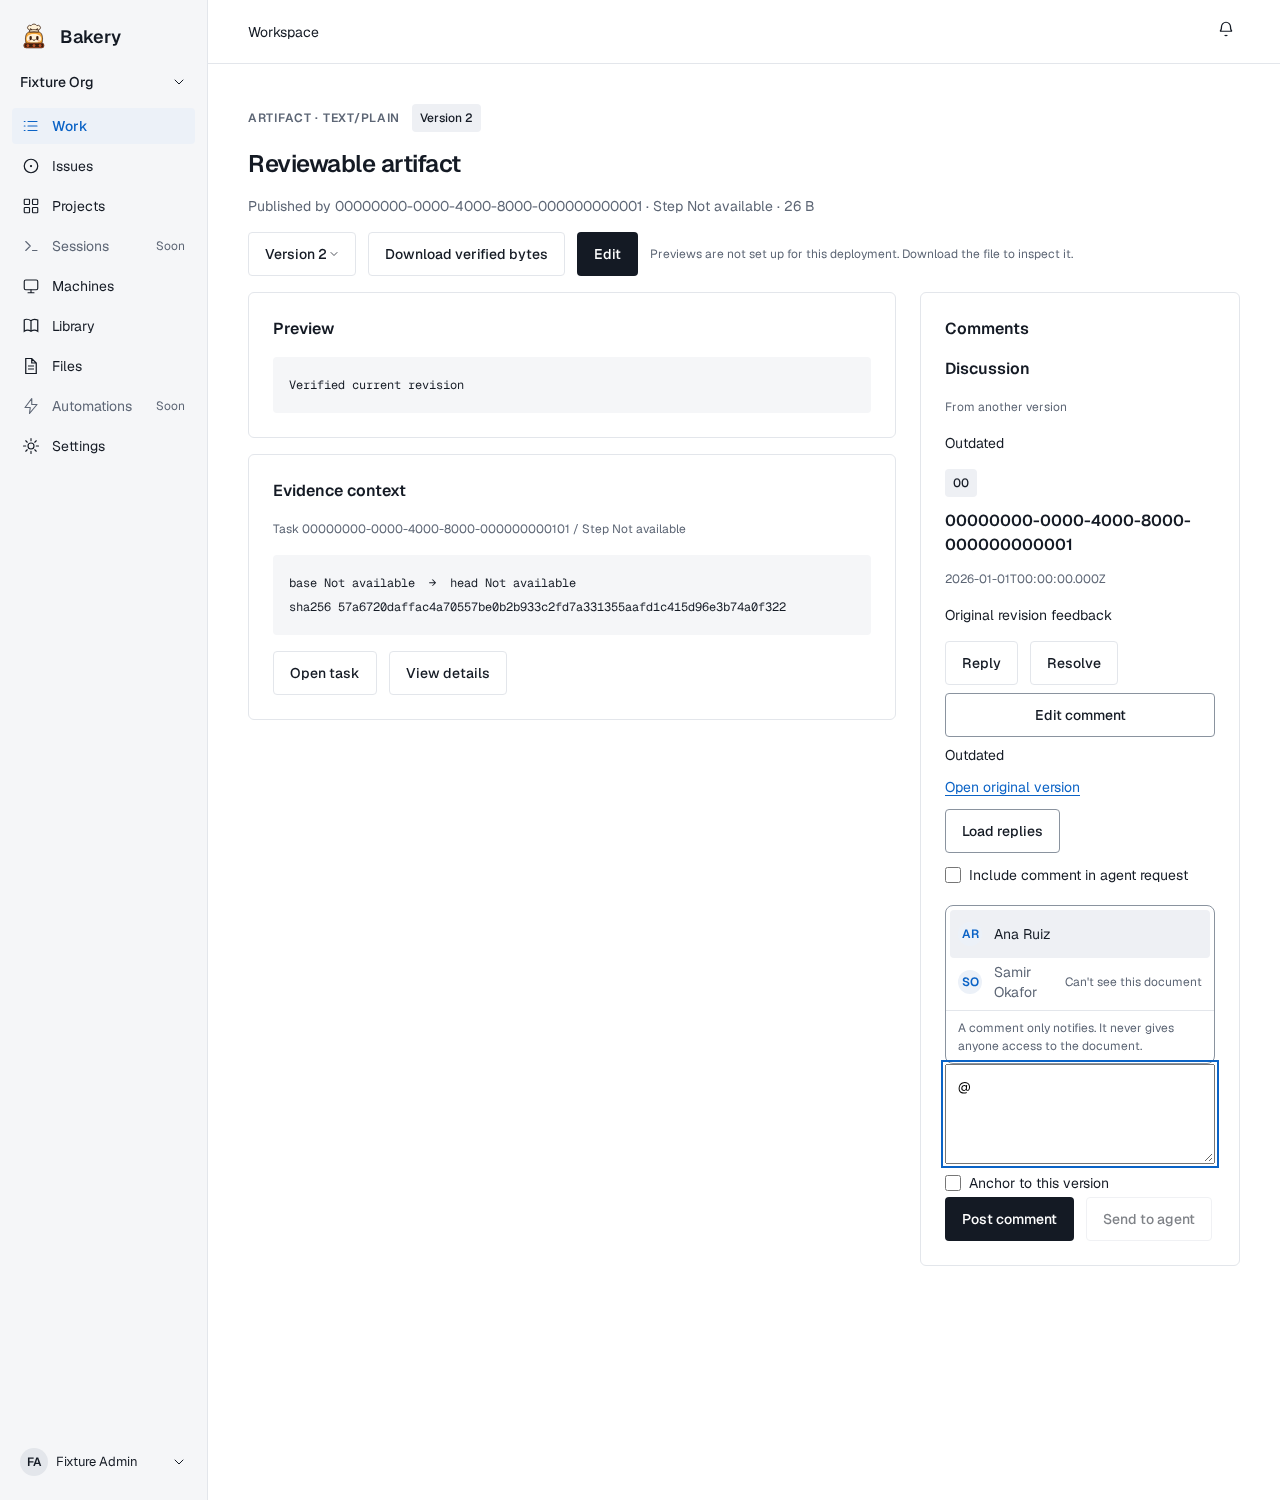 Bakery
Fixture Org
Work
Issues
Projects
Sessions Soon
Machines
Library
Files
Automations Soon
Settings
FA Fixture Admin
Workspace
ARTIFACT · TEXT/PLAIN Version 2
Reviewable artifact
Published by 00000000-0000-4000-8000-000000000001 · Step Not available · 26 B
Version 2 Download verified bytes Edit Previews are not set up for this deployment. Download the file to inspect it.
Preview
Verified current revision
Evidence context
Task 00000000-0000-4000-8000-000000000101 / Step Not available
base Not available → head Not available
sha256 57a6720daffac4a70557be0b2b933c2fd7a331355aafd1c415d96e3b74a0f322
Open task View details
Comments
Discussion
From another version
Outdated
00
00000000-0000-4000-8000-
000000000001
2026-01-01T00:00:00.000Z
Original revision feedback
Reply Resolve
Edit comment
Outdated
Open original version
Load replies
Include comment in agent request
AR Ana Ruiz
SO Samir Okafor Can't see this document
A comment only notifies. It never gives
anyone access to the document.
@
Anchor to this version
Post comment Send to agent